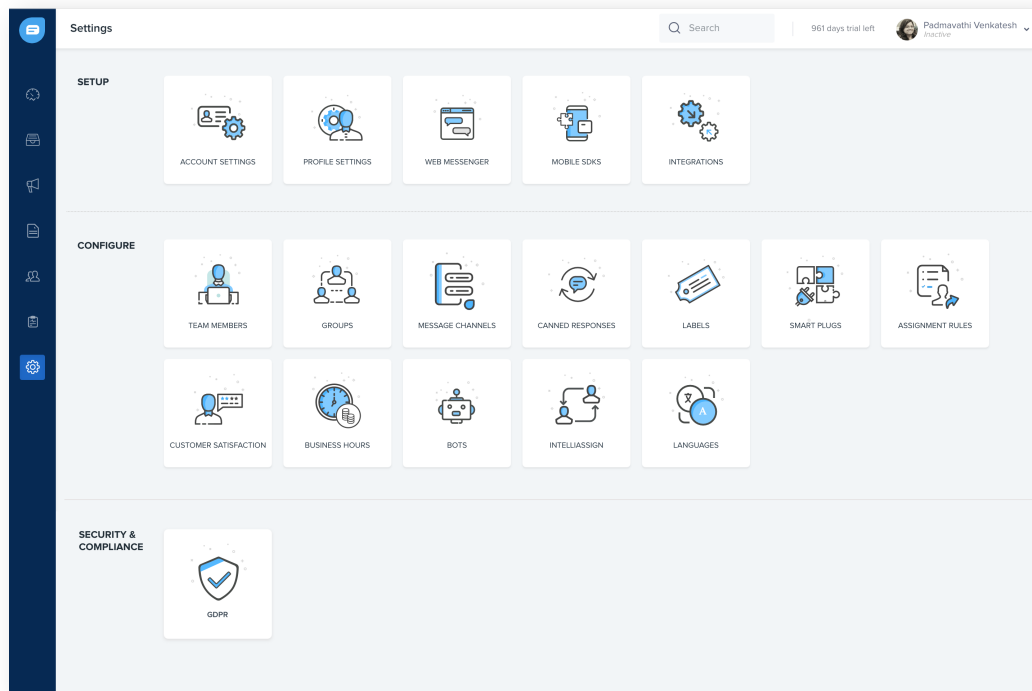 Settings
Search
961 days trial left
Padmavathi Venkatesh
Inactive
SETUP
ACCOUNT SETTINGS
PROFILE SETTINGS
WEB MESSENGER
MOBILE SDKS
INTEGRATIONS
CONFIGURE
TEAM MEMBERS
GROUPS
MESSAGE CHANNELS
CANNED RESPONSES
LABELS
SMART PLUGS
ASSIGNMENT RULES
CUSTOMER SATISFACTION
BUSINESS HOURS
BOTS
INTELLIASSIGN
文
A
LANGUAGES
SECURITY &
COMPLIANCE
GDPR